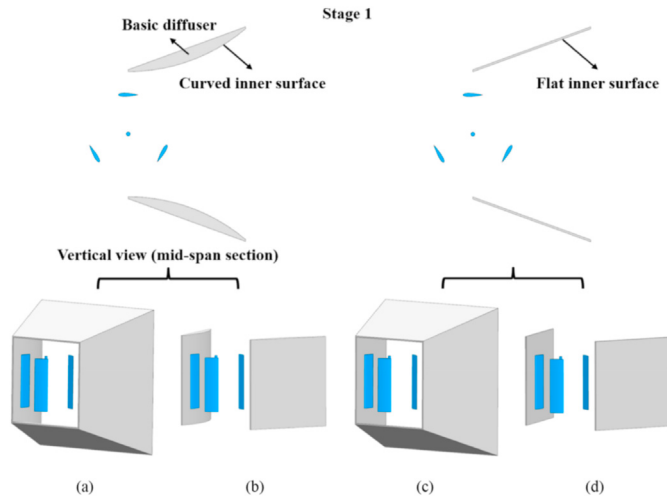 Stage 1
Basic diffuser
Curved inner surface
Flat inner surface
Vertical view (mid-span section)
(a)
(b)
(c)
(d)